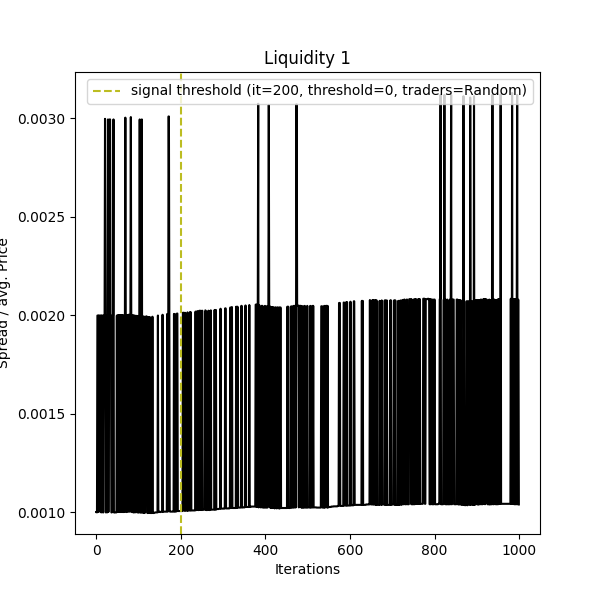 Liquidity 1
signal threshold (it=200, threshold=0, traders=Random)
Spread / avg. Price
0.0030
0.0025
0.0020
0.0015
0.0010
0 200 400 600 800 1000
Iterations